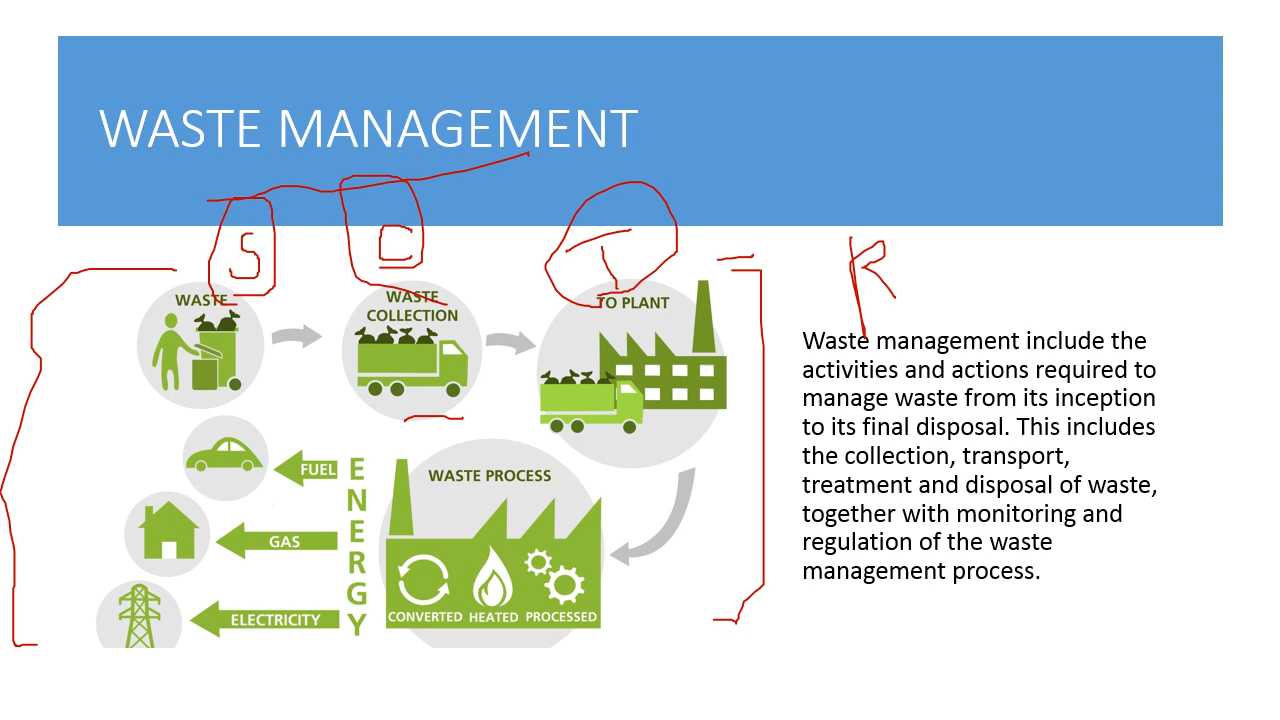 WASTE MANAGEMENT
S
C
T
R
WASTE
WASTE
COLLECTION
TO PLANT
Waste management include the
activities and actions required to
manage waste from its inception
to its final disposal. This includes
the collection, transport,
treatment and disposal of waste,
together with monitoring and
regulation of the waste
management process.
WASTE PROCESS
FUEL
GAS
ELECTRICITY
ENERGY
CONVERTED HEATED PROCESSED